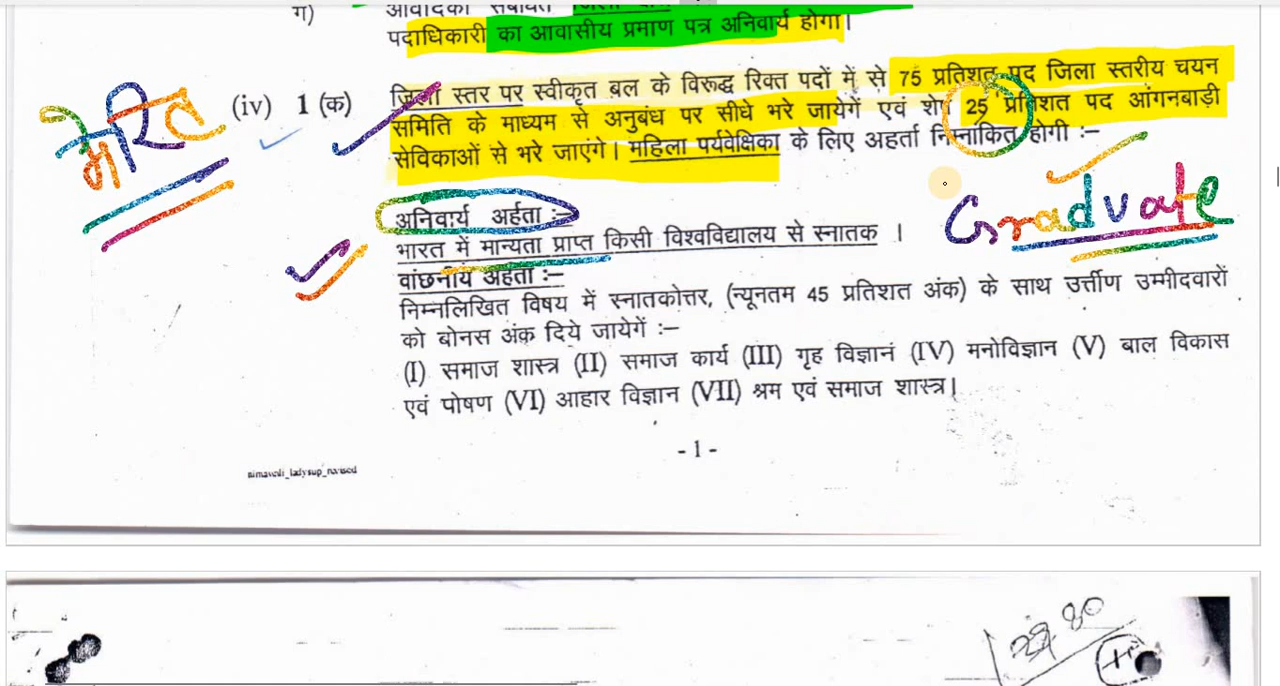 ग)
आवेदिका संबंधित जिला
पदाधिकारी का आवासीय प्रमाण पत्र अनिवार्य होगा।
मेरिट
(iv) 1 (क) जिला स्तर पर स्वीकृत बल के विरूद्ध रिक्त पदों में से 75 प्रतिशत पद जिला स्तरीय चयन
समिति के माध्यम से अनुबंध पर सीधे भरे जायेगें एवं शे 25 प्रतिशत पद आंगनबाड़ी
सेविकाओं से भरे जाएंगे। महिला पर्यवेक्षिका के लिए अहर्ता निम्नांकित होगी :–
Graduate
अनिवार्य अर्हता :–
भारत में मान्यता प्राप्त किसी विश्वविद्यालय से स्नातक ।
वांछनीय अर्हता :–
निम्नलिखित विषय में स्नातकोत्तर, (न्यूनतम 45 प्रतिशत अंक) के साथ उर्त्तीण उम्मीदवारों
को बोनस अंक दिये जायेगें :–
(I) समाज शास्त्र (II) समाज कार्य (III) गृह विज्ञानं (IV) मनोविज्ञान (V) बाल विकास
एवं पोषण (VI) आहार विज्ञान (VII) श्रम एवं समाज शास्त्र।
- 1 -